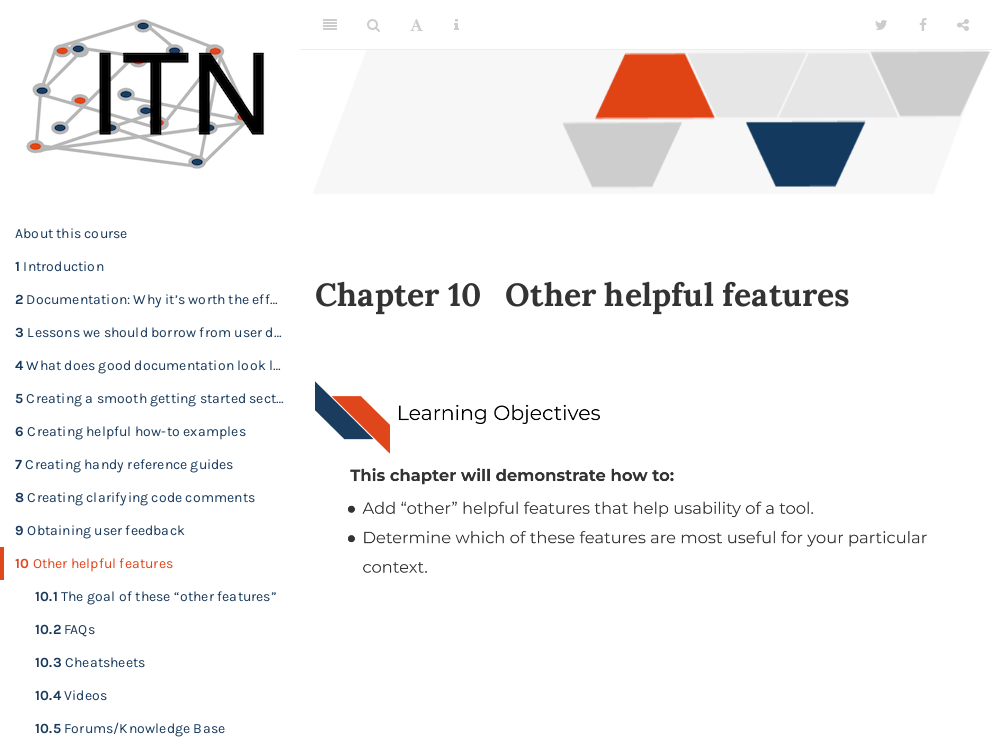 ITN
About this course
1 Introduction
2 Documentation: Why it’s worth the eff…
3 Lessons we should borrow from user d…
4 What does good documentation look l…
5 Creating a smooth getting started sect…
6 Creating helpful how-to examples
7 Creating handy reference guides
8 Creating clarifying code comments
9 Obtaining user feedback
10 Other helpful features
10.1 The goal of these “other features”
10.2 FAQs
10.3 Cheatsheets
10.4 Videos
10.5 Forums/Knowledge Base
A
Chapter 10 Other helpful features
Learning Objectives
This chapter will demonstrate how to:
● Add “other” helpful features that help usability of a tool.
● Determine which of these features are most useful for your particular
context.